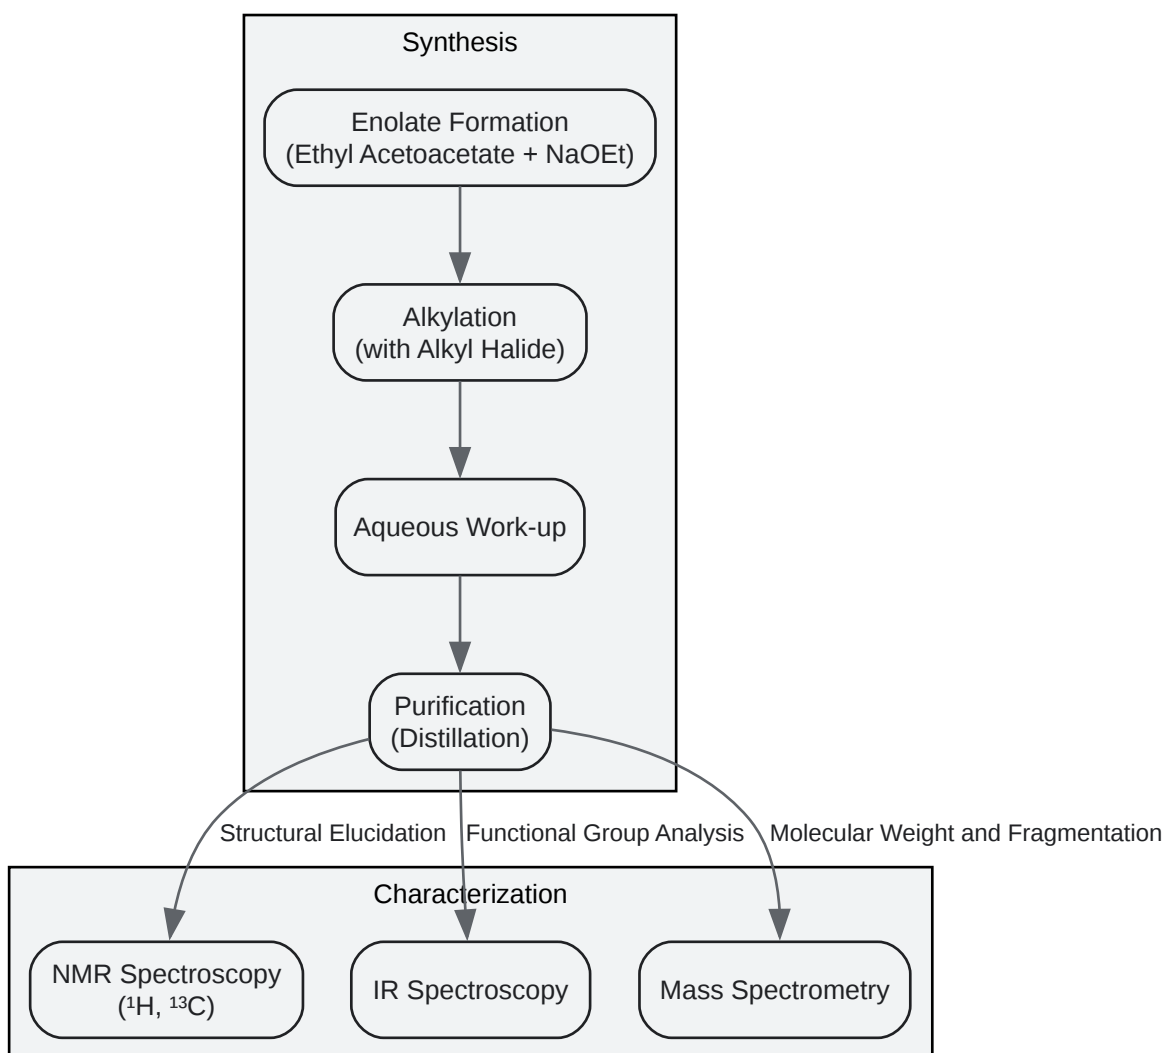 Synthesis
Enolate Formation
(Ethyl Acetoacetate + NaOEt)
Alkylation
(with Alkyl Halide)
Aqueous Work-up
Purification
(Distillation)
Structural Elucidation
Functional Group Analysis
Molecular Weight and Fragmentation
Characterization
NMR Spectroscopy
(¹H, ¹³C)
IR Spectroscopy
Mass Spectrometry